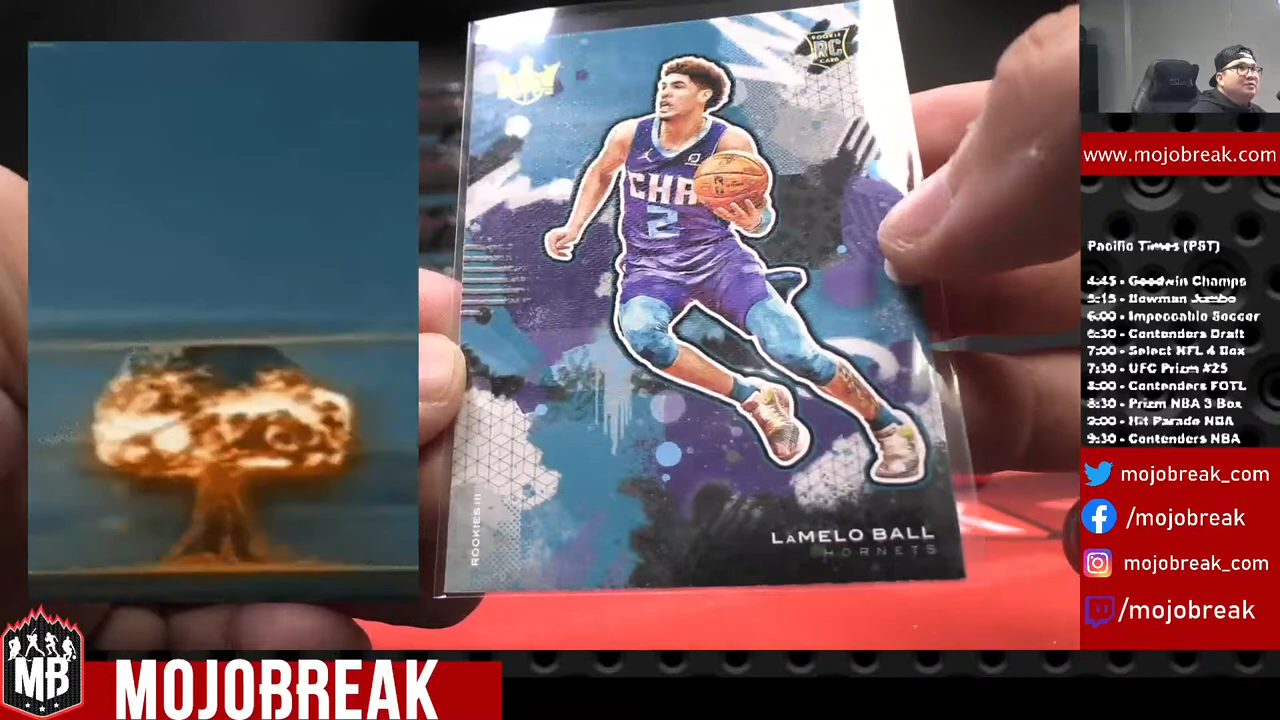 ROOKIE
RC
CARD
CHA
2
ROOKIES III
LAMELO BALL
HORNETS
www.mojobreak.com
Pacific Times (PST)
4:45 - Goodwin Champs
5:15 - Bowman Jumbo
6:00 - Impeccable Soccer
6:30 - Contenders Draft
7:00 - Select NFL 4 Box
7:30 - UFC Prizm #25
8:00 - Contenders FOTL
8:30 - Prizm NBA 3 Box
9:00 - Hit Parade NBA
9:30 - Contenders NBA
mojobreak_com
/mojobreak
mojobreak_com
/mojobreak
MB
MOJOBREAK